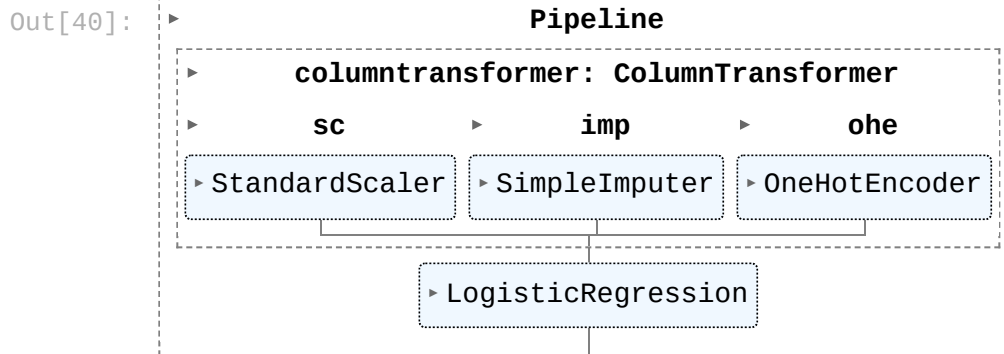 Out[40]:
Pipeline
columntransformer: ColumnTransformer
sc imp ohe
StandardScaler SimpleImputer OneHotEncoder
LogisticRegression